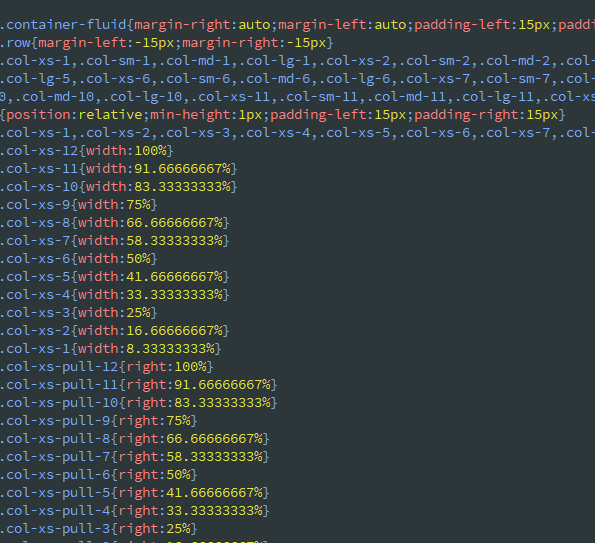 .container-fluid{margin-right:auto;margin-left:auto;padding-left:15px;paddi
.row{margin-left:-15px;margin-right:-15px}
.col-xs-1,.col-sm-1,.col-md-1,.col-lg-1,.col-xs-2,.col-sm-2,.col-md-2,.col-
.col-lg-5,.col-xs-6,.col-sm-6,.col-md-6,.col-lg-6,.col-xs-7,.col-sm-7,.col-
0,.col-md-10,.col-lg-10,.col-xs-11,.col-sm-11,.col-md-11,.col-lg-11,.col-xs
{position:relative;min-height:1px;padding-left:15px;padding-right:15px}
.col-xs-1,.col-xs-2,.col-xs-3,.col-xs-4,.col-xs-5,.col-xs-6,.col-xs-7,.col-
.col-xs-12{width:100%}
.col-xs-11{width:91.66666667%}
.col-xs-10{width:83.33333333%}
.col-xs-9{width:75%}
.col-xs-8{width:66.66666667%}
.col-xs-7{width:58.33333333%}
.col-xs-6{width:50%}
.col-xs-5{width:41.66666667%}
.col-xs-4{width:33.33333333%}
.col-xs-3{width:25%}
.col-xs-2{width:16.66666667%}
.col-xs-1{width:8.33333333%}
.col-xs-pull-12{right:100%}
.col-xs-pull-11{right:91.66666667%}
.col-xs-pull-10{right:83.33333333%}
.col-xs-pull-9{right:75%}
.col-xs-pull-8{right:66.66666667%}
.col-xs-pull-7{right:58.33333333%}
.col-xs-pull-6{right:50%}
.col-xs-pull-5{right:41.66666667%}
.col-xs-pull-4{right:33.33333333%}
.col-xs-pull-3{right:25%}